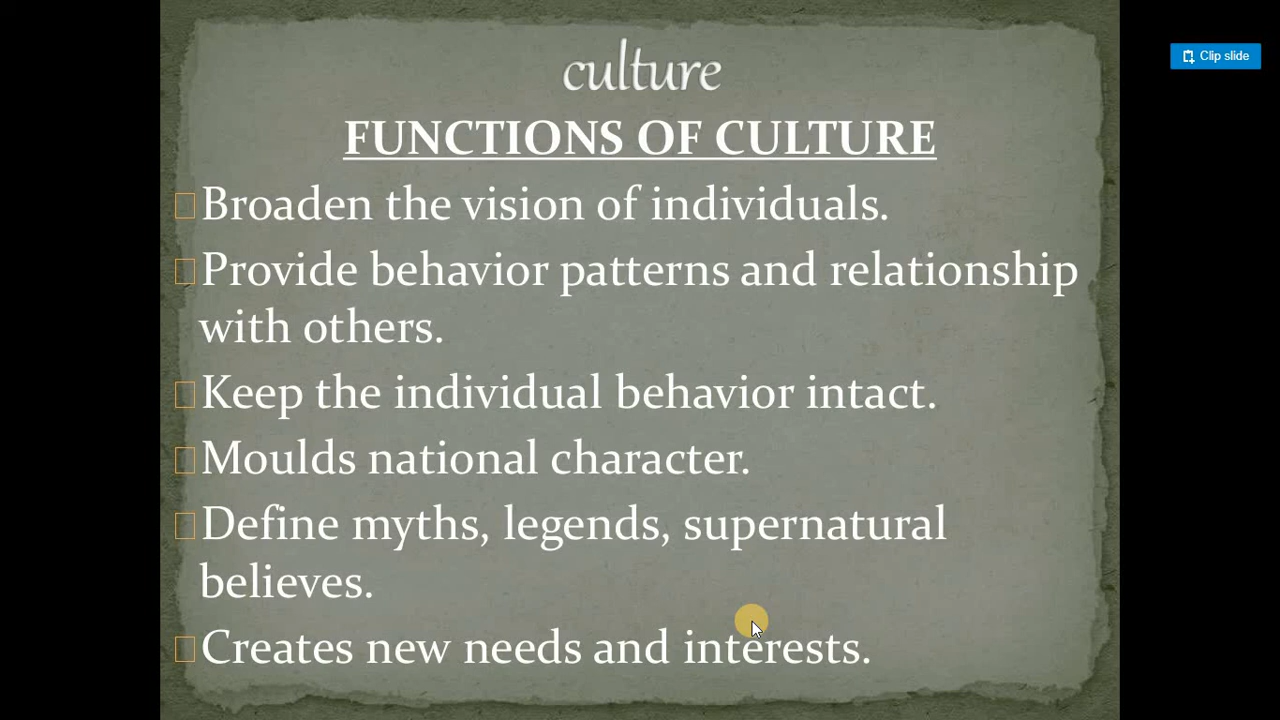 culture
FUNCTIONS OF CULTURE
Clip slide
Broaden the vision of individuals.
Provide behavior patterns and relationship
with others.
Keep the individual behavior intact.
Moulds national character.
Define myths, legends, supernatural
believes.
Creates new needs and interests.